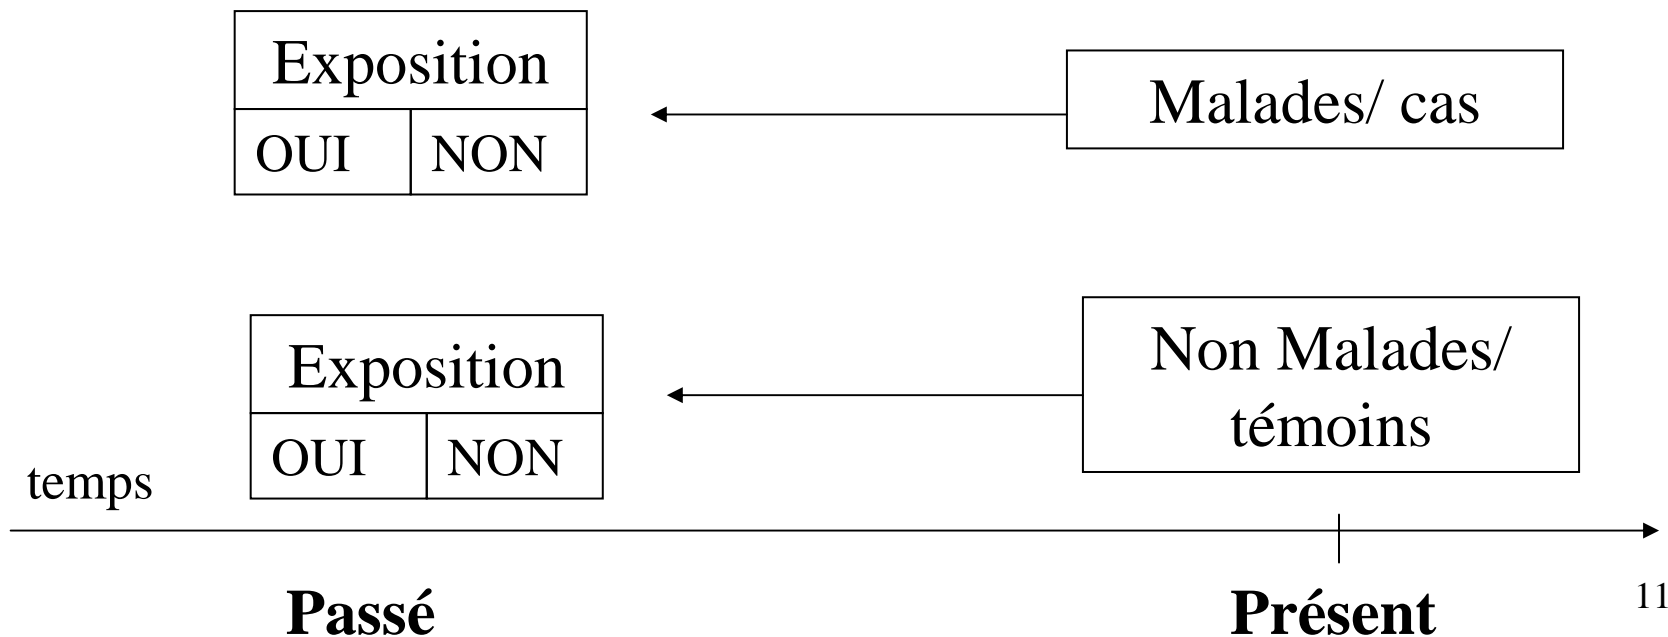 Exposition
OUI NON
Malades/ cas
Exposition
OUI NON
Non Malades/
témoins
temps
Passé
Présent
11